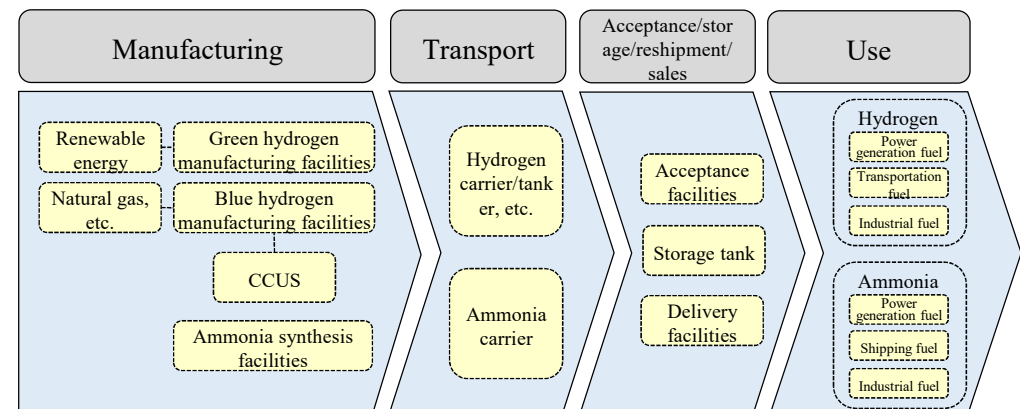 Manufacturing
Transport
Acceptance/stor
age/reshipment/
sales
Use
Renewable
energy
Green hydrogen
manufacturing facilities
Natural gas,
etc.
Blue hydrogen
manufacturing facilities
CCUS
Ammonia synthesis
facilities
Hydrogen
carrier/tank
er, etc.
Ammonia
carrier
Acceptance
facilities
Storage tank
Delivery
facilities
Hydrogen
Power
generation fuel
Transportation
fuel
Industrial fuel
Ammonia
Power
generation fuel
Shipping fuel
Industrial fuel